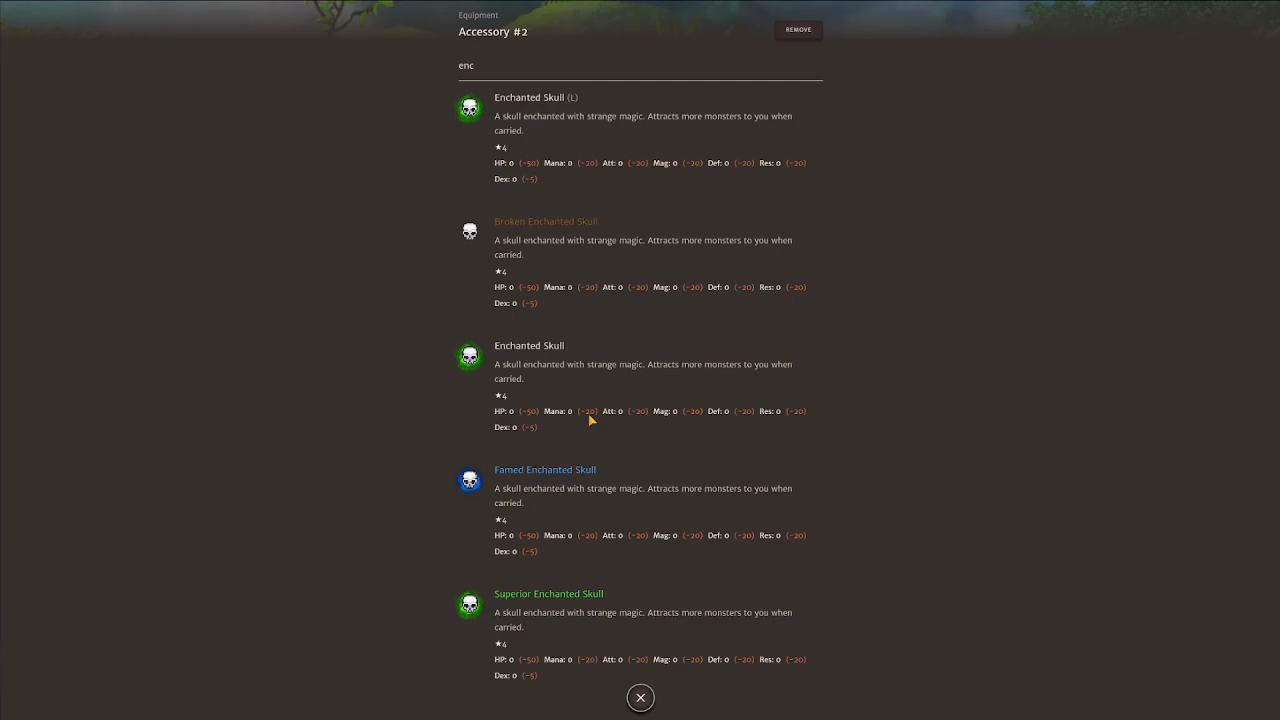 Equipment
Accessory #2
REMOVE
enc
Enchanted Skull (L)
A skull enchanted with strange magic. Attracts more monsters to you when
carried.
★4
HP: 0 (-50) Mana: 0 (-20) Att: 0 (-20) Mag: 0 (-20) Def: 0 (-20) Res: 0 (-20)
Dex: 0 (-5)
Broken Enchanted Skull
A skull enchanted with strange magic. Attracts more monsters to you when
carried.
★4
HP: 0 (-50) Mana: 0 (-20) Att: 0 (-20) Mag: 0 (-20) Def: 0 (-20) Res: 0 (-20)
Dex: 0 (-5)
Enchanted Skull
A skull enchanted with strange magic. Attracts more monsters to you when
carried.
★4
HP: 0 (-50) Mana: 0 (-20) Att: 0 (-20) Mag: 0 (-20) Def: 0 (-20) Res: 0 (-20)
Dex: 0 (-5)
Famed Enchanted Skull
A skull enchanted with strange magic. Attracts more monsters to you when
carried.
★4
HP: 0 (-50) Mana: 0 (-20) Att: 0 (-20) Mag: 0 (-20) Def: 0 (-20) Res: 0 (-20)
Dex: 0 (-5)
Superior Enchanted Skull
A skull enchanted with strange magic. Attracts more monsters to you when
carried.
★4
HP: 0 (-50) Mana: 0 (-20) Att: 0 (-20) Mag: 0 (-20) Def: 0 (-20) Res: 0 (-20)
Dex: 0 (-5)